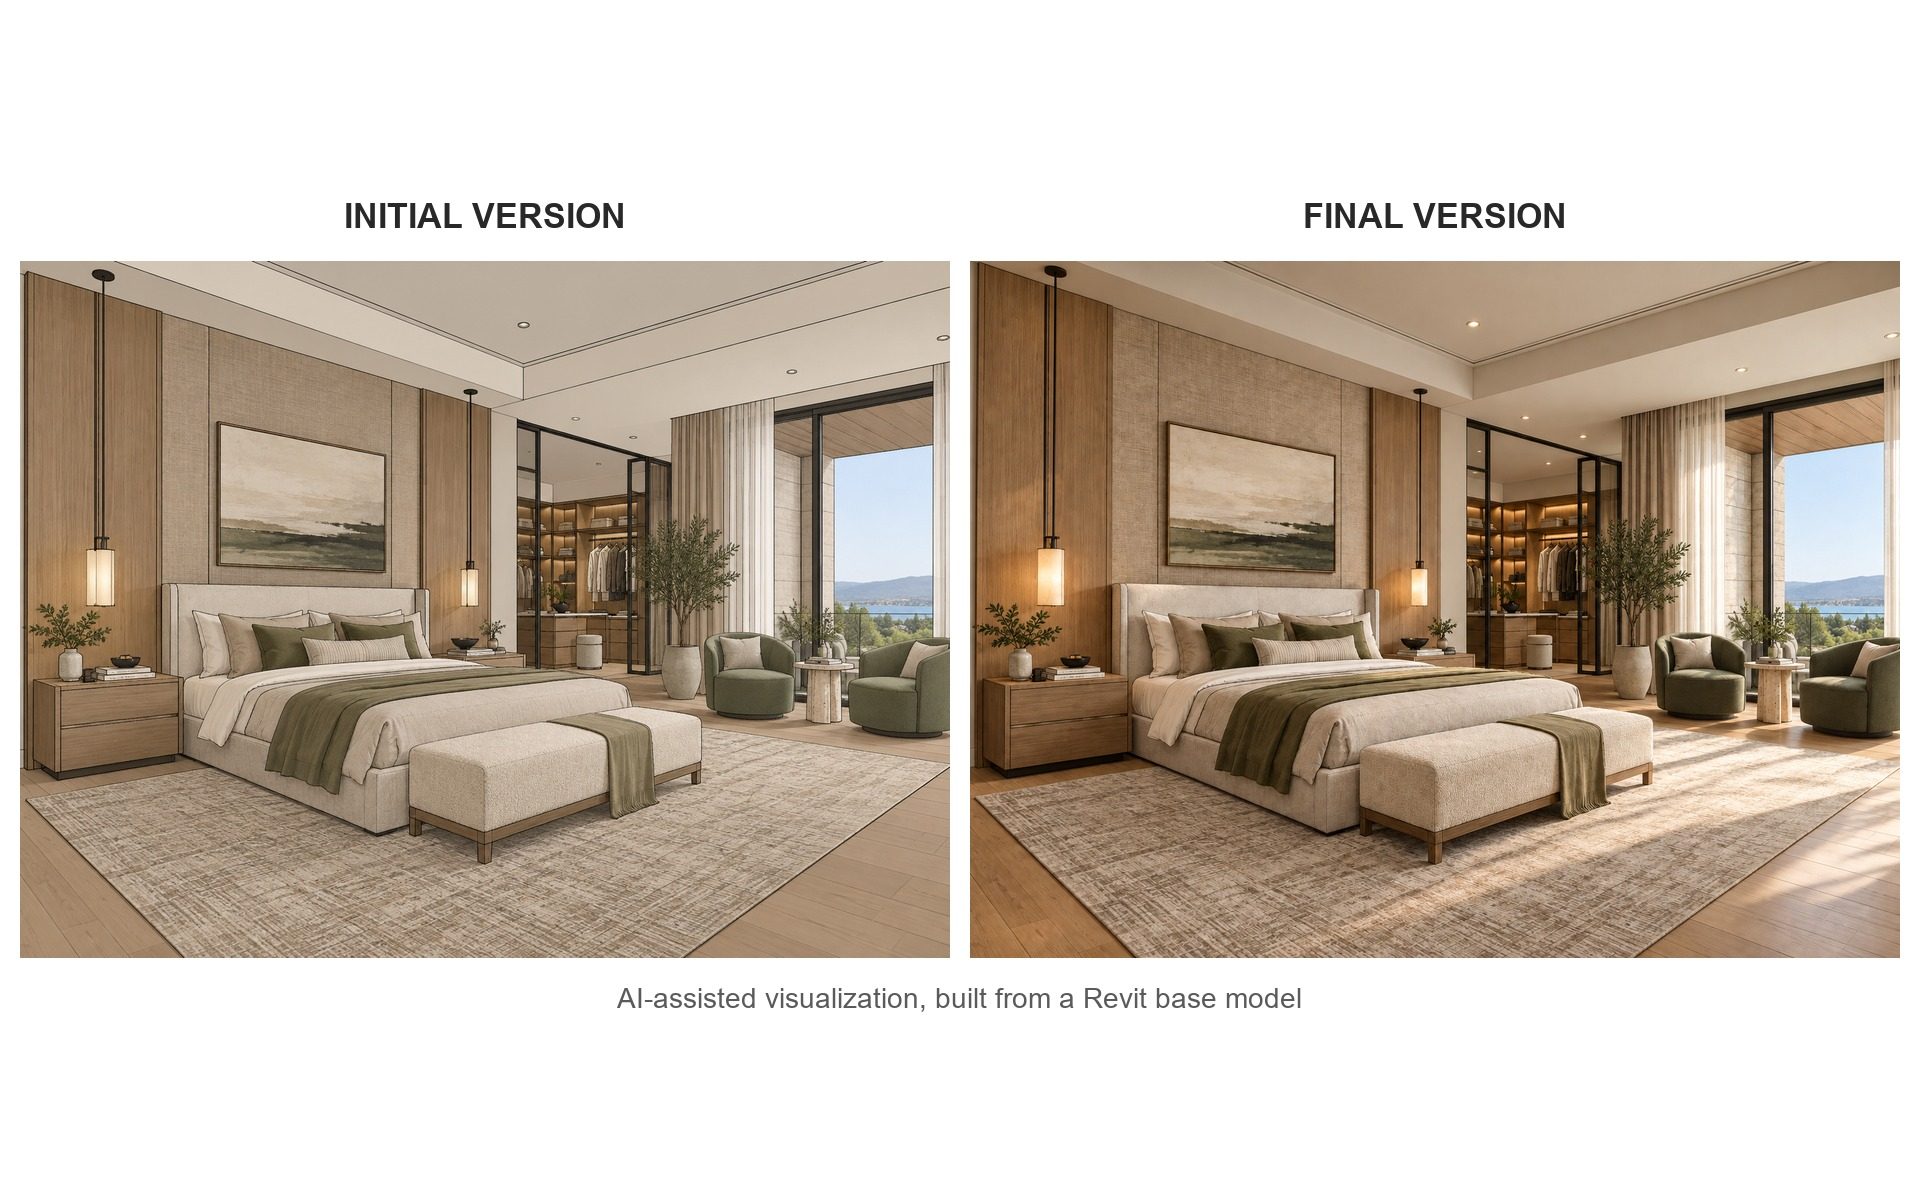 INITIAL VERSION
FINAL VERSION
AI-assisted visualization, built from a Revit base model